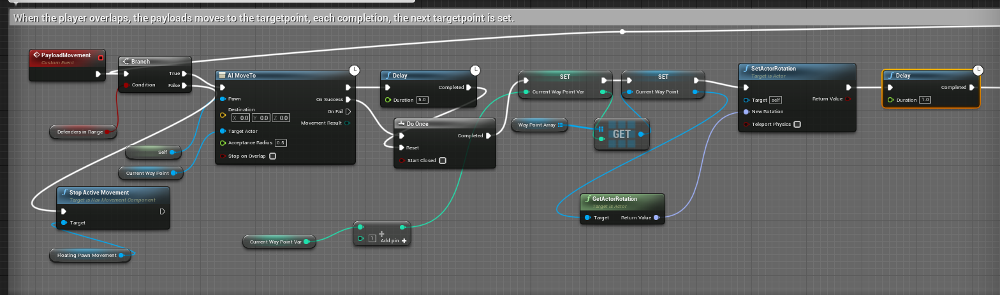 When the player overlaps, the payloads moves to the targetpoint, each completion, the next targetpoint is set.
PayloadMovement
Custom Event
Branch
True
Condition
False
Defenders in Range
Self
Current Way Point
AI MoveTo
Pawn
On Success
Destination
X 0.0 Y 0.0 Z 0.0
On Fail
Movement Result
Target Actor
Acceptance Radius 0.5
Stop on Overlap
Stop Active Movement
Target is Nav Movement Component
Target
Floating Pawn Movement
Delay
Completed
Duration 5.0
Do Once
Completed
Reset
Start Closed
Current Way Point Var
1
Add pin
SET
Current Way Point Var
SET
Current Way Point
Way Point Array
GET
GetActorRotation
Target is Actor
Target Return Value
SetActorRotation
Target is Actor
Target self
Return Value
New Rotation
Teleport Physics
Delay
Completed
Duration 1.0